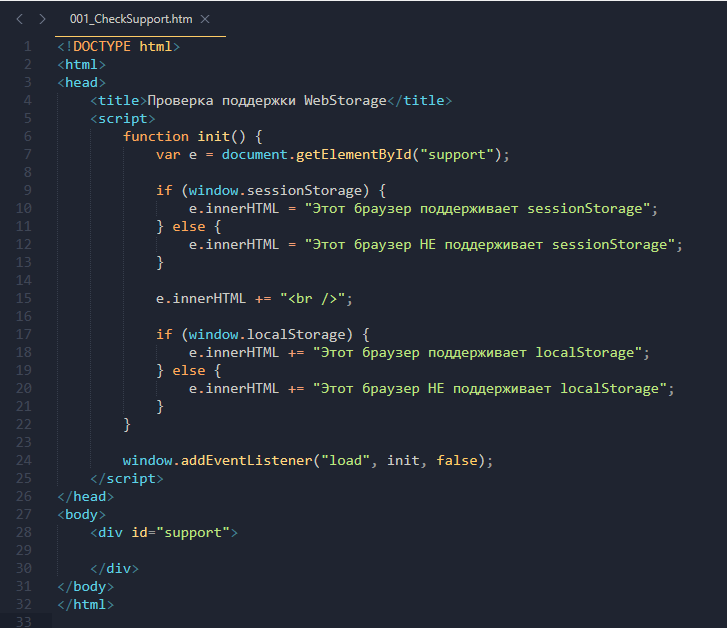 001_CheckSupport.htm
1 <!DOCTYPE html>
2 <html>
3 <head>
4     <title>Проверка поддержки WebStorage</title>
5     <script>
6         function init() {
7             var e = document.getElementById("support");
8
9             if (window.sessionStorage) {
10                 e.innerHTML = "Этот браузер поддерживает sessionStorage";
11             } else {
12                 e.innerHTML = "Этот браузер НЕ поддерживает sessionStorage";
13             }
14
15             e.innerHTML += "<br />";
16
17             if (window.localStorage) {
18                 e.innerHTML += "Этот браузер поддерживает localStorage";
19             } else {
20                 e.innerHTML += "Этот браузер НЕ поддерживает localStorage";
21             }
22         }
23
24         window.addEventListener("load", init, false);
25     </script>
26 </head>
27 <body>
28     <div id="support">
29
30     </div>
31 </body>
32 </html>
33